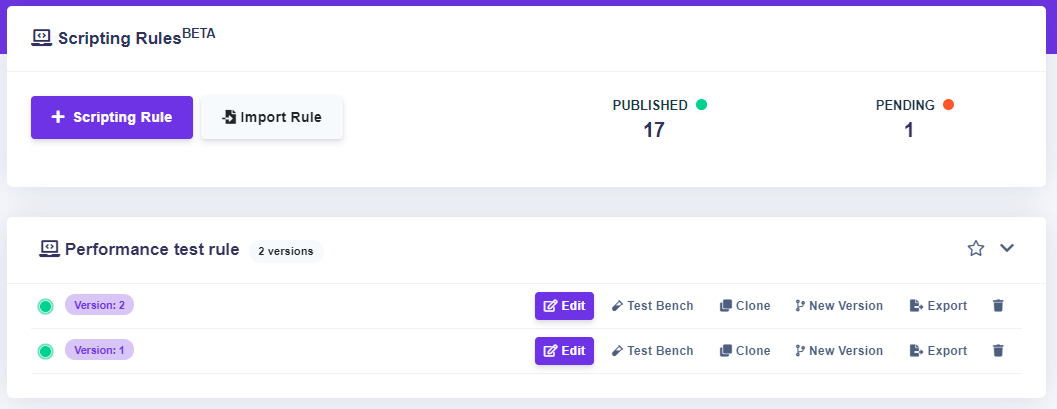 Scripting Rules BETA
+ Scripting Rule Import Rule PUBLISHED PENDING
17 1
Performance test rule 2 versions
Version: 2 Edit Test Bench Clone New Version Export
Version: 1 Edit Test Bench Clone New Version Export